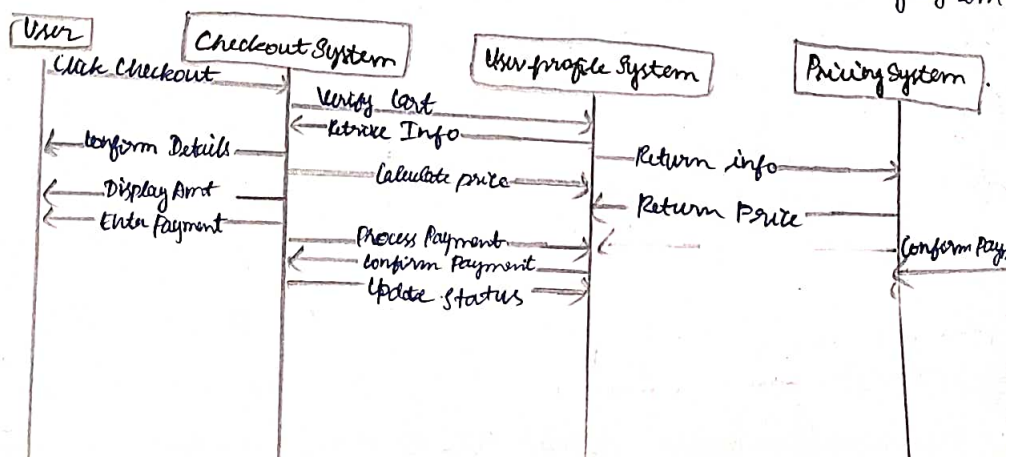 User
Checkout System
User profile System
Pricing System
Click Checkout
Verify Cart
Retrive Info
Confirm Details
Return info
Calculate price
Display Amt
Return Price
Enter Payment
Process Payment
Confirm Pay
Confirm Payment
Update Status